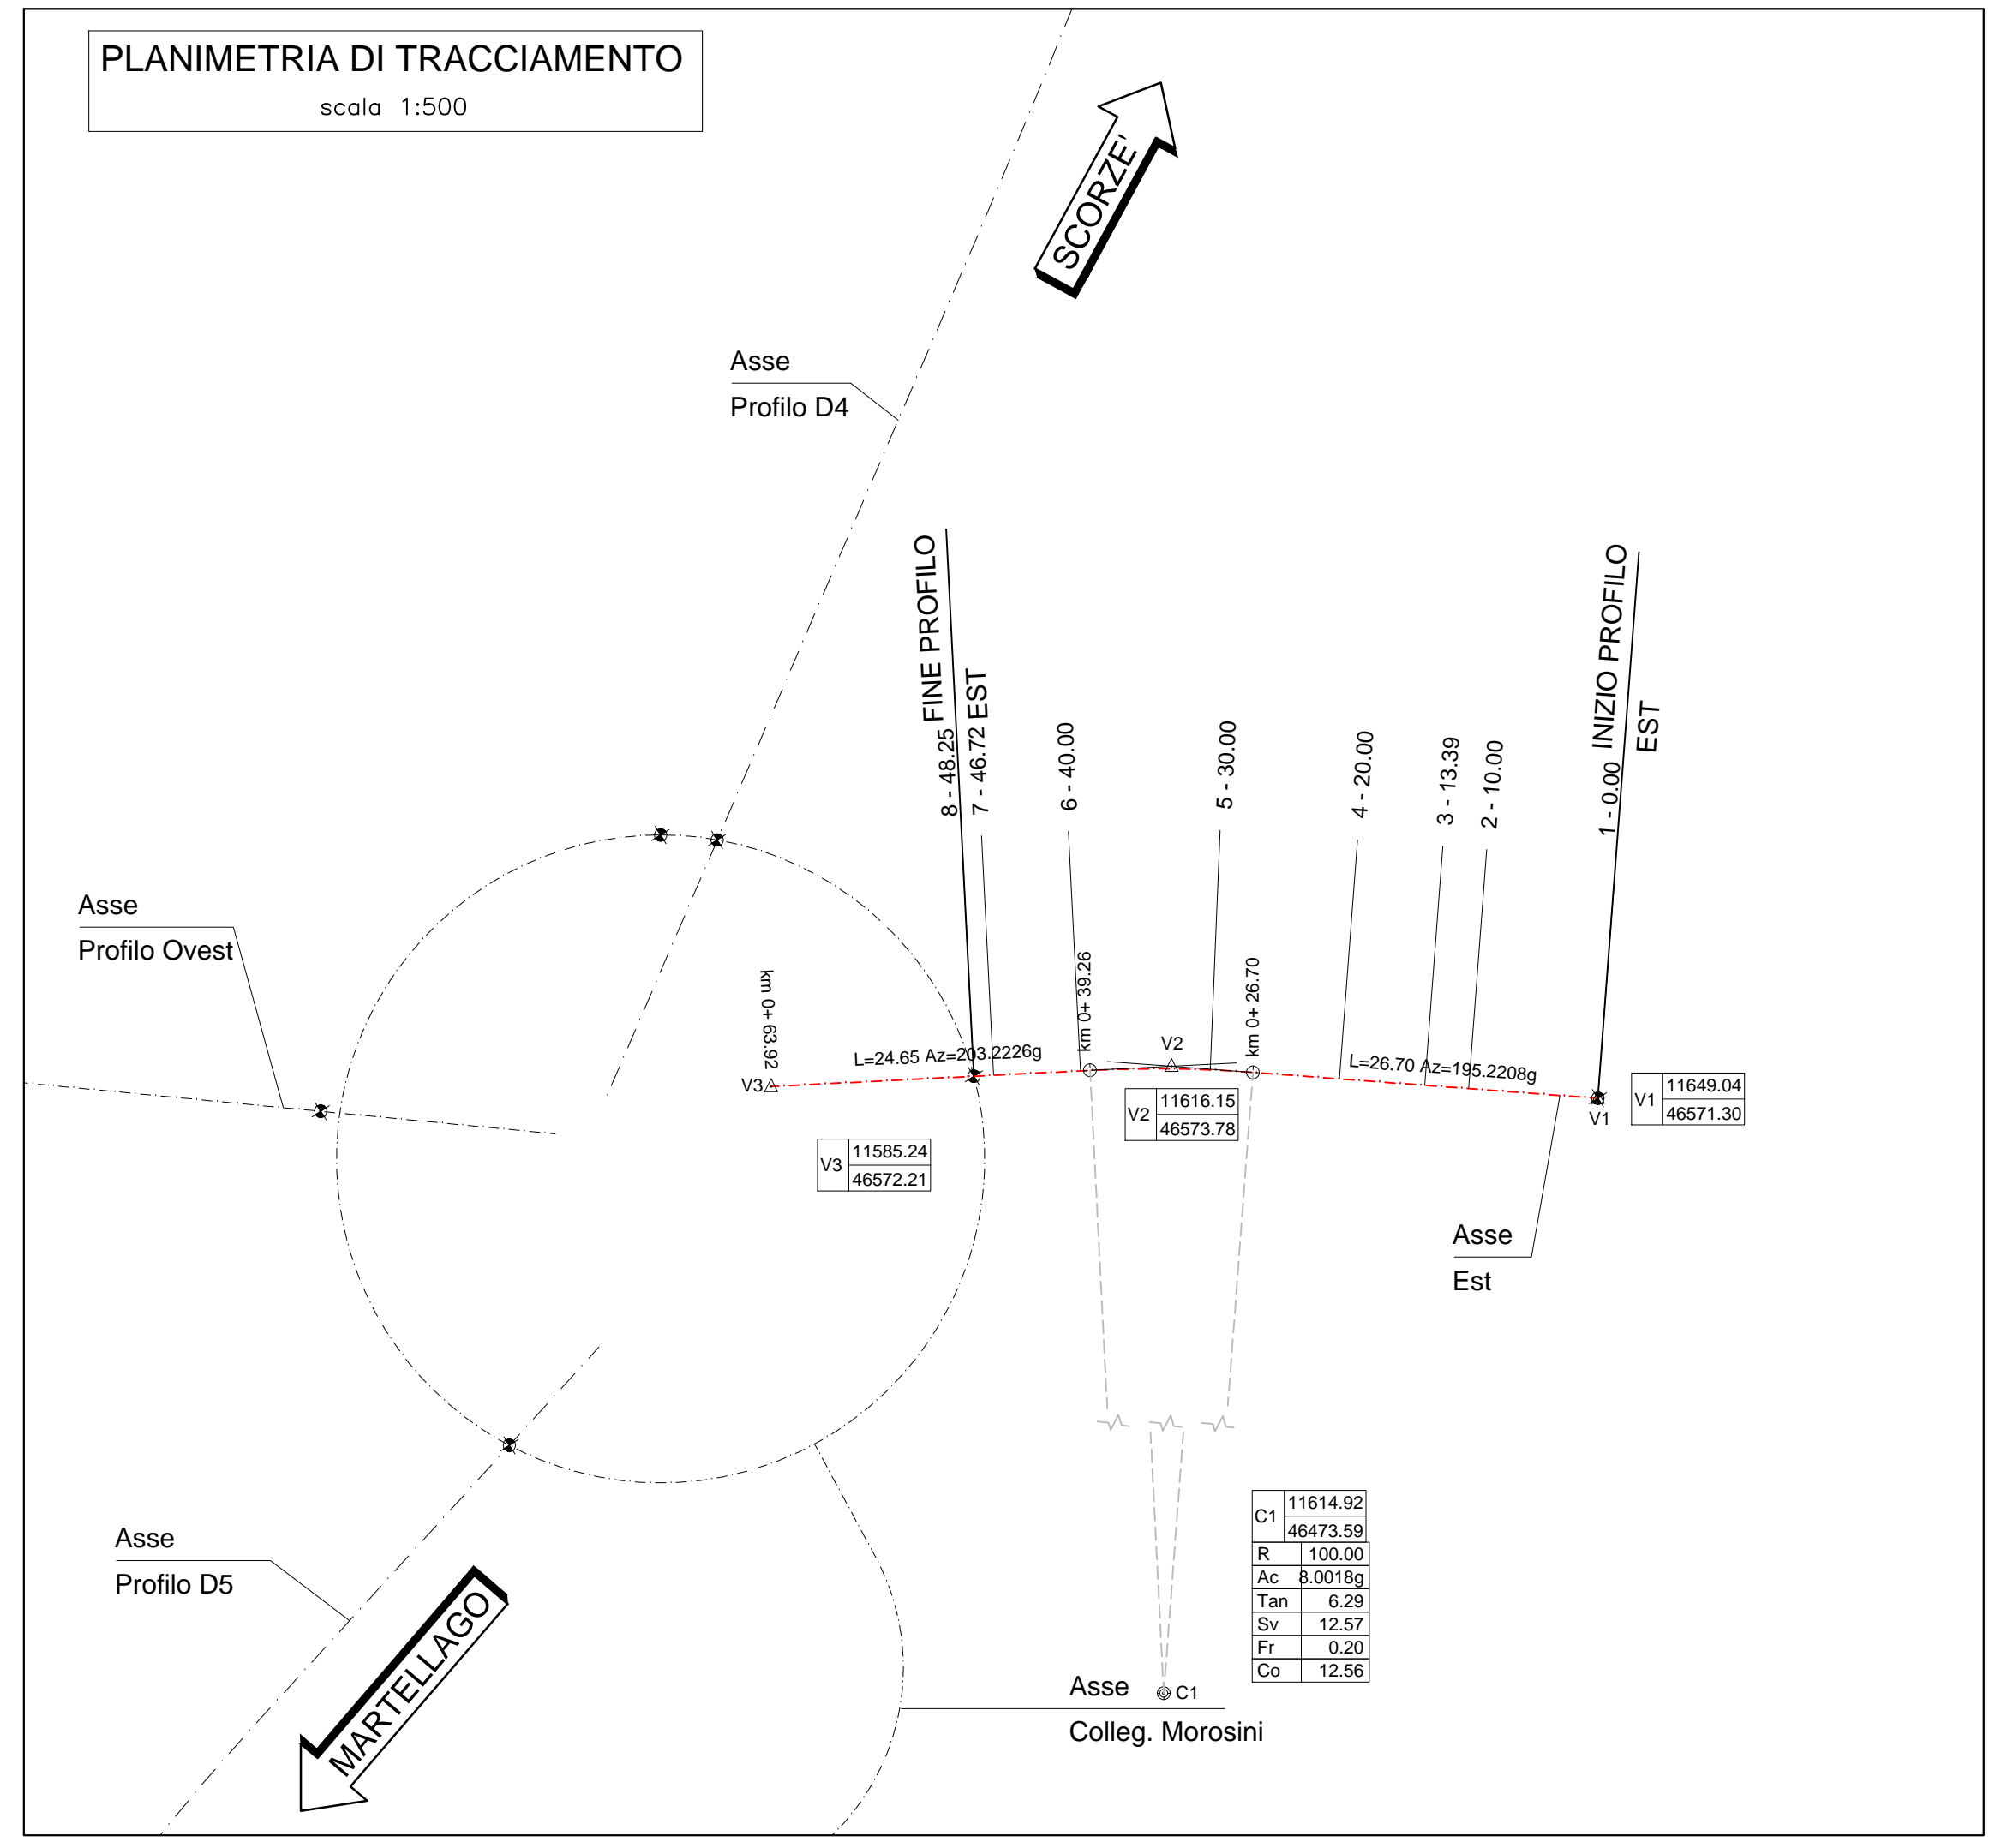 PLANIMETRIA DI TRACCIAMENTO
scala 1:500
SCORZE'
Asse
Profilo D4
8 - 48.25 FINE PROFILO
7 - 46.72 EST
6 - 40.00
5 - 30.00
4 - 20.00
3 - 13.39
2 - 10.00
1 - 0.00 INIZIO PROFILO
EST
Asse
Profilo Ovest
km 0+ 63.92
km 0+ 39.26
km 0+ 26.70
V3
L=24.65 Az=203.2226g
V2
L=26.70 Az=195.2208g
V1
V1 11649.04
46571.30
V2 11616.15
46573.78
V3 11585.24
46572.21
Asse
Est
C1 11614.92
46473.59
R 100.00
Ac 8.0018g
Tan 6.29
Sv 12.57
Fr 0.20
Co 12.56
Asse
Profilo D5
MARTELLAGO
C1
Asse
Colleg. Morosini